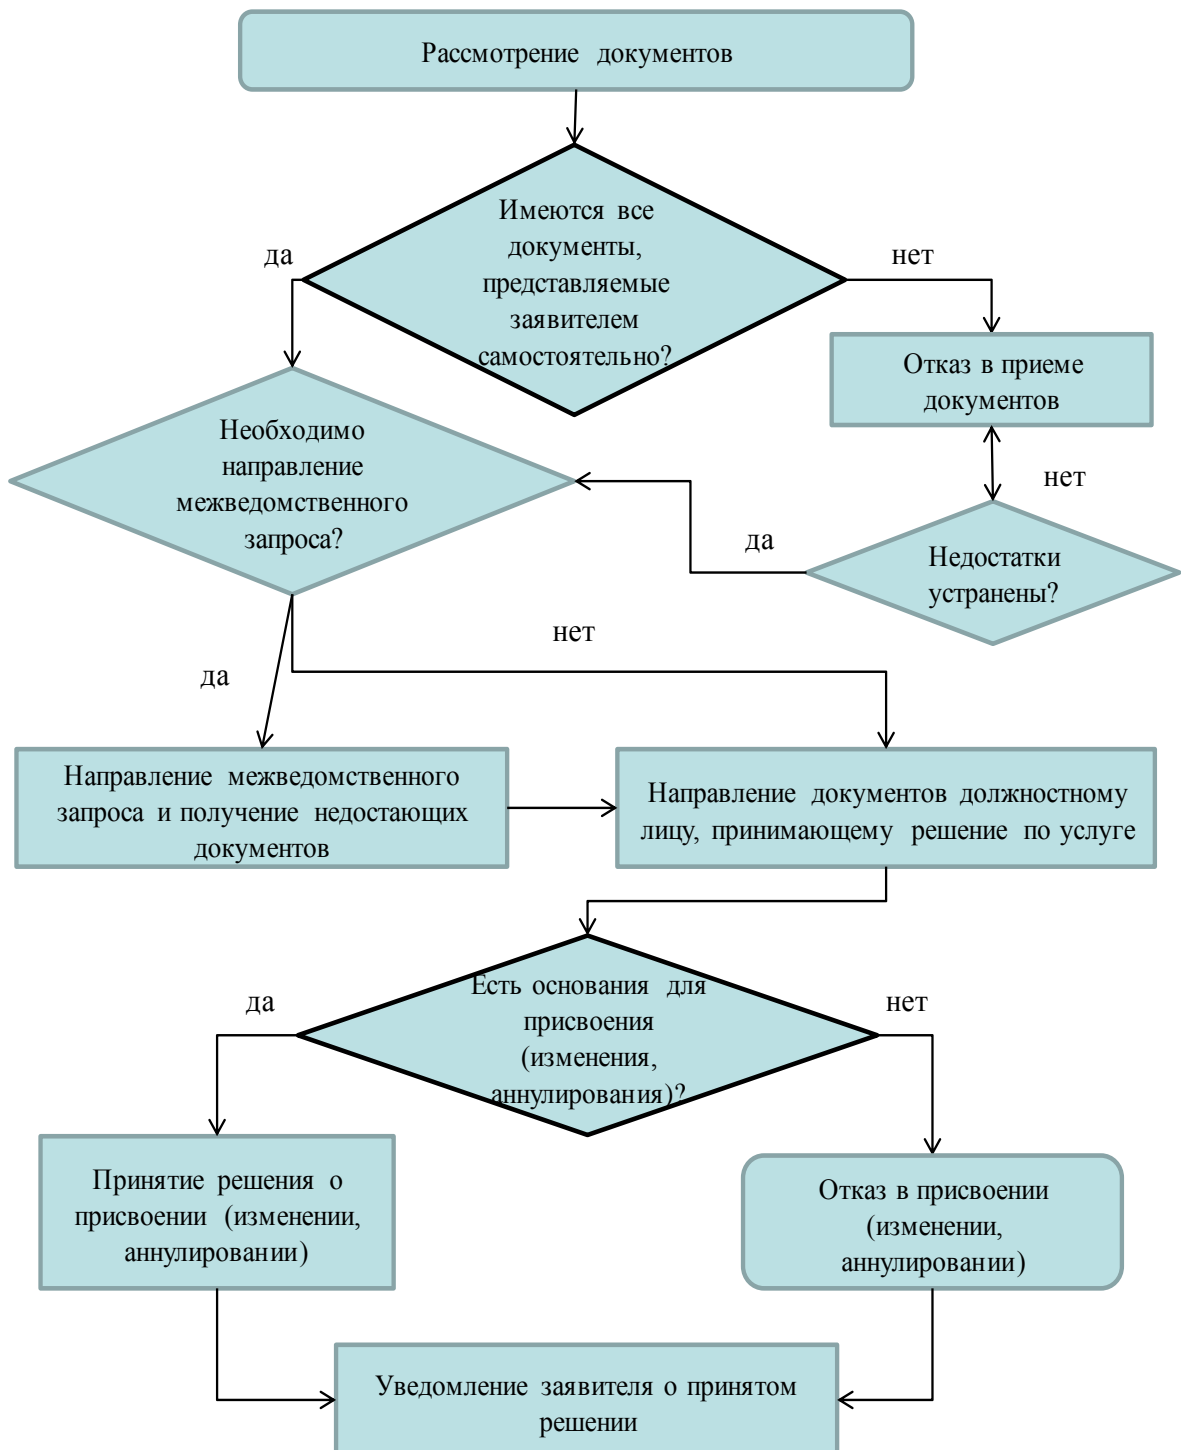 Рассмотрение документов
Имеются все
документы,
представляемые
заявителем
самостоятельно?
да
нет
Отказ в приеме
документов
Необходимо
направление
межведомственного
запроса?
нет
да
Недостатки
устранены?
нет
да
Направление межведомственного
запроса и получение недостающих
документов
Направление документов должностному
лицу, принимающему решение по услуге
Есть основания для
присвоения
(изменения,
аннулирования)?
да
нет
Принятие решения о
присвоении (изменении,
аннулировании)
Отказ в присвоении
(изменении,
аннулировании)
Уведомление заявителя о принятом
решении